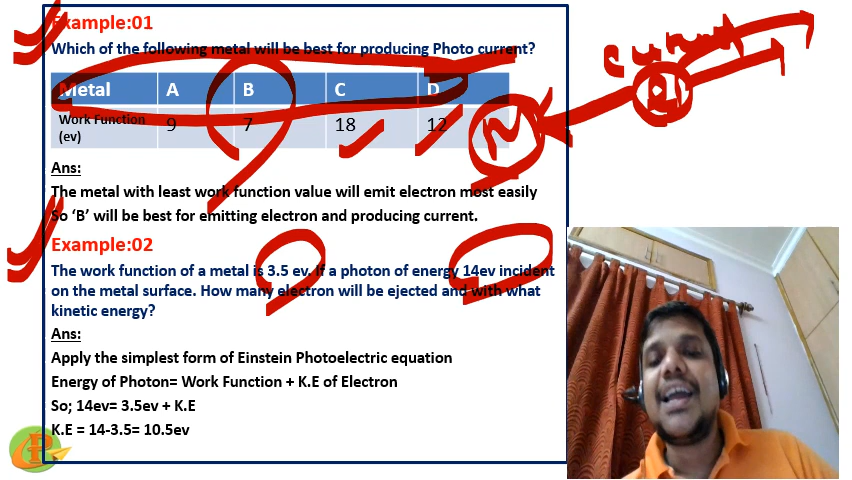 Example:01
Which of the following metal will be best for producing Photo current?
Metal A B C D
Work Function (ev) 9 7 18 12
Ans:
The metal with least work function value will emit electron most easily
So ‘B’ will be best for emitting electron and producing current.
Example:02
The work function of a metal is 3.5 ev. If a photon of energy 14ev incident
on the metal surface. How many electron will be ejected and with what
kinetic energy?
Ans:
Apply the simplest form of Einstein Photoelectric equation
Energy of Photon= Work Function + K.E of Electron
So; 14ev= 3.5ev + K.E
K.E = 14-3.5= 10.5ev